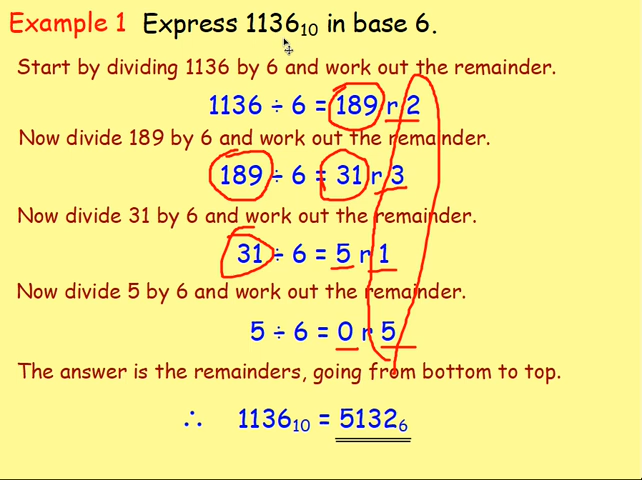 Example 1 Express 1136₁₀ in base 6.
Start by dividing 1136 by 6 and work out the remainder.
1136 ÷ 6 = 189 r 2
Now divide 189 by 6 and work out the remainder.
189 ÷ 6 = 31 r 3
Now divide 31 by 6 and work out the remainder.
31 ÷ 6 = 5 r 1
Now divide 5 by 6 and work out the remainder.
5 ÷ 6 = 0 r 5
The answer is the remainders, going from bottom to top.
∴ 1136₁₀ = 5132₆